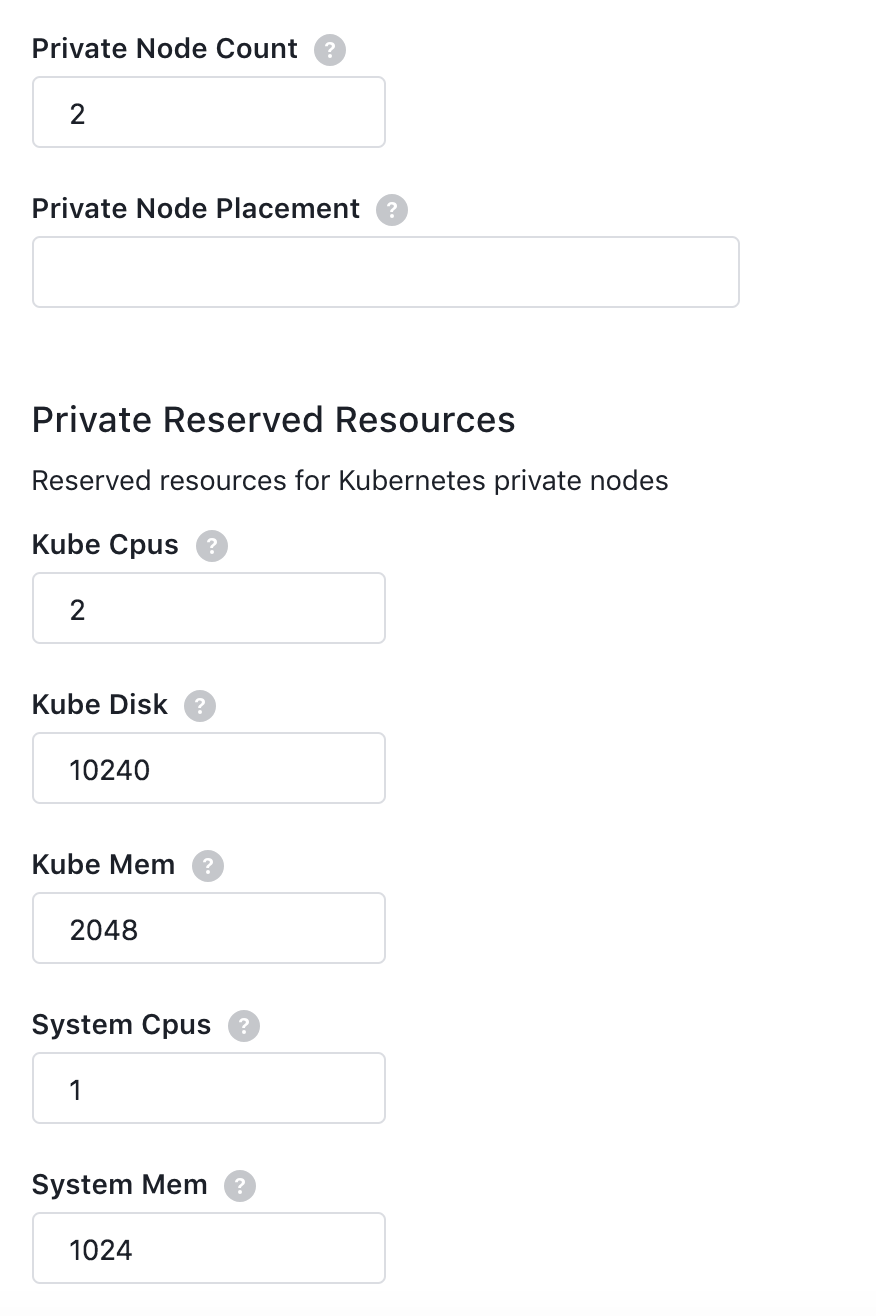 Private Node Count ?
2
Private Node Placement ?
Private Reserved Resources
Reserved resources for Kubernetes private nodes
Kube Cpus ?
2
Kube Disk ?
10240
Kube Mem ?
2048
System Cpus ?
1
System Mem ?
1024